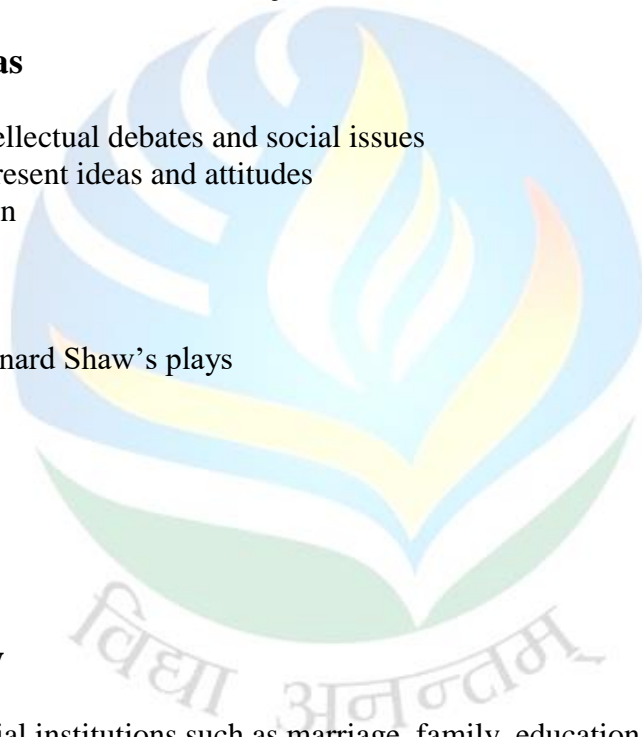 as
ellectual debates and social issues
resent ideas and attitudes
n
nard Shaw’s plays
विद्या अनन्तम्
ial institutions such as marriage, family, education